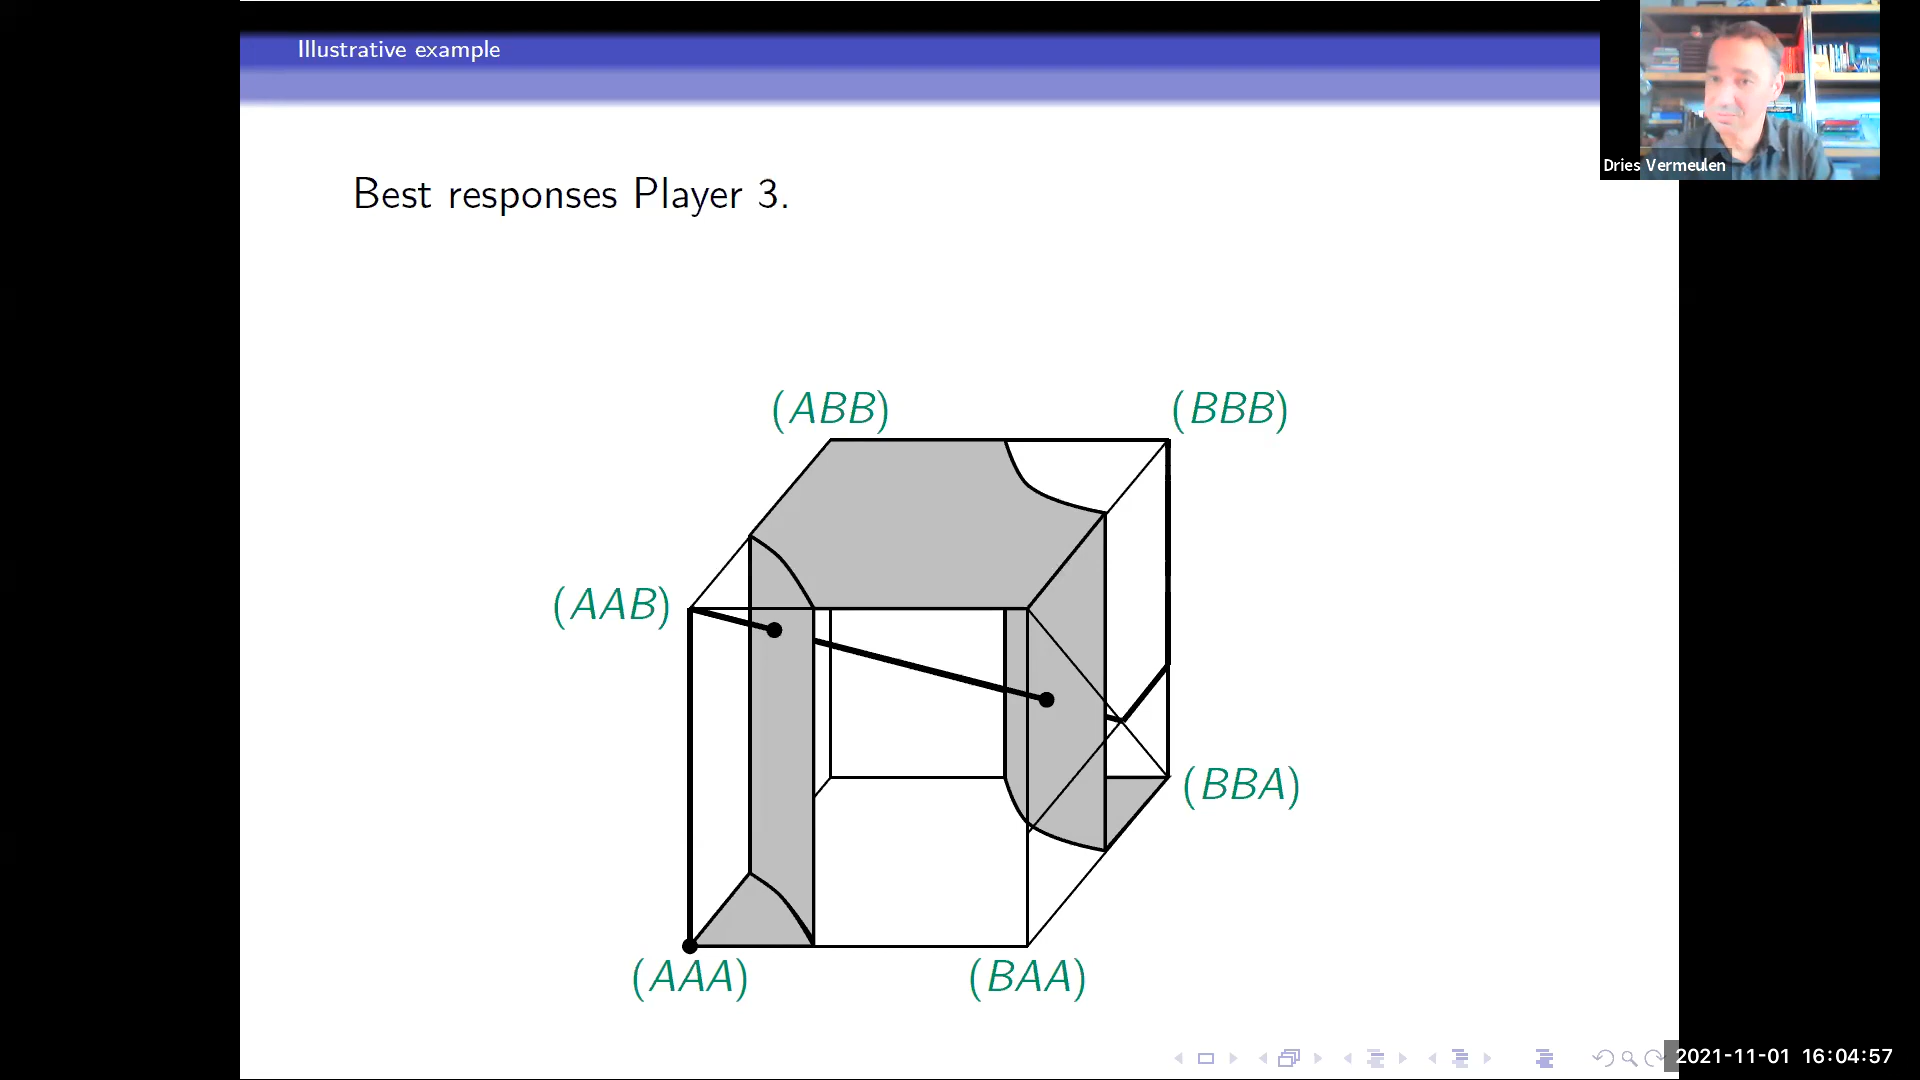 Illustrative example
Dries Vermeulen
Best responses Player 3.
(ABB)
(BBB)
(AAB)
(BBA)
(AAA)
(BAA)
2021-11-01 16:04:57